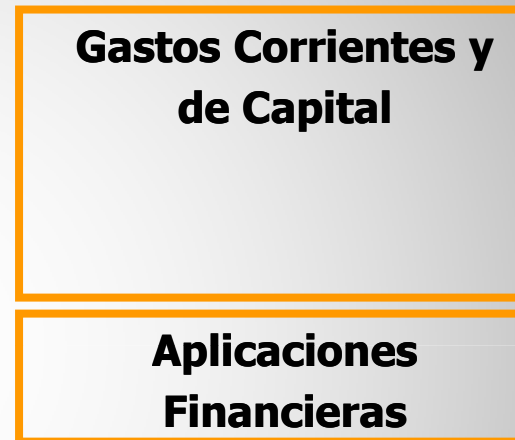 Gastos Corrientes y
de Capital
Aplicaciones
Financieras